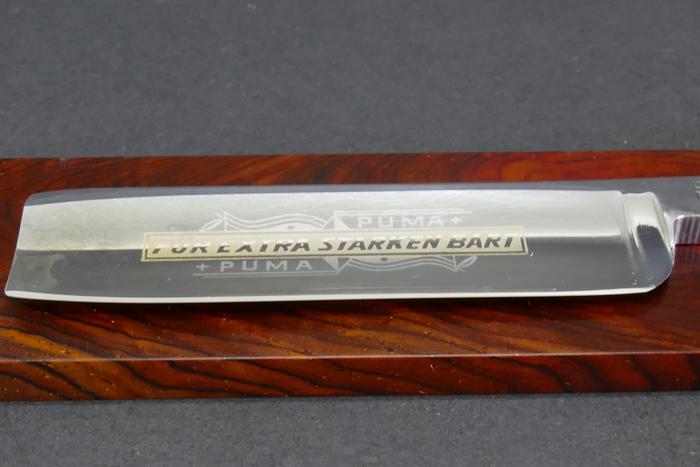 PUMA +
FÜR EXTRA STARKEN BART
+ PUMA